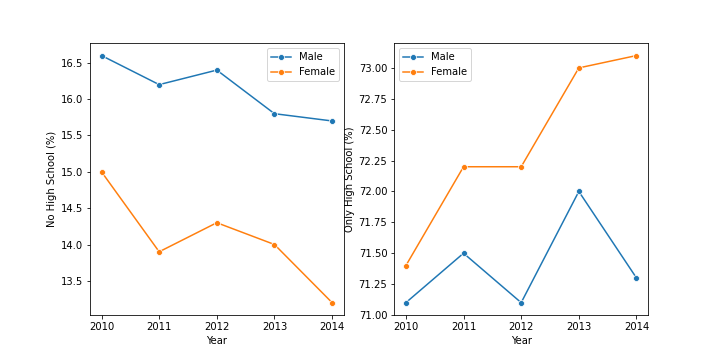 No High School (%)
16.5
16.0
15.5
15.0
14.5
14.0
13.5
2010 2011 2012 2013 2014
Year
Male
Female
Only High School (%)
73.00
72.75
72.50
72.25
72.00
71.75
71.50
71.25
71.00
2010 2011 2012 2013 2014
Year
Male
Female